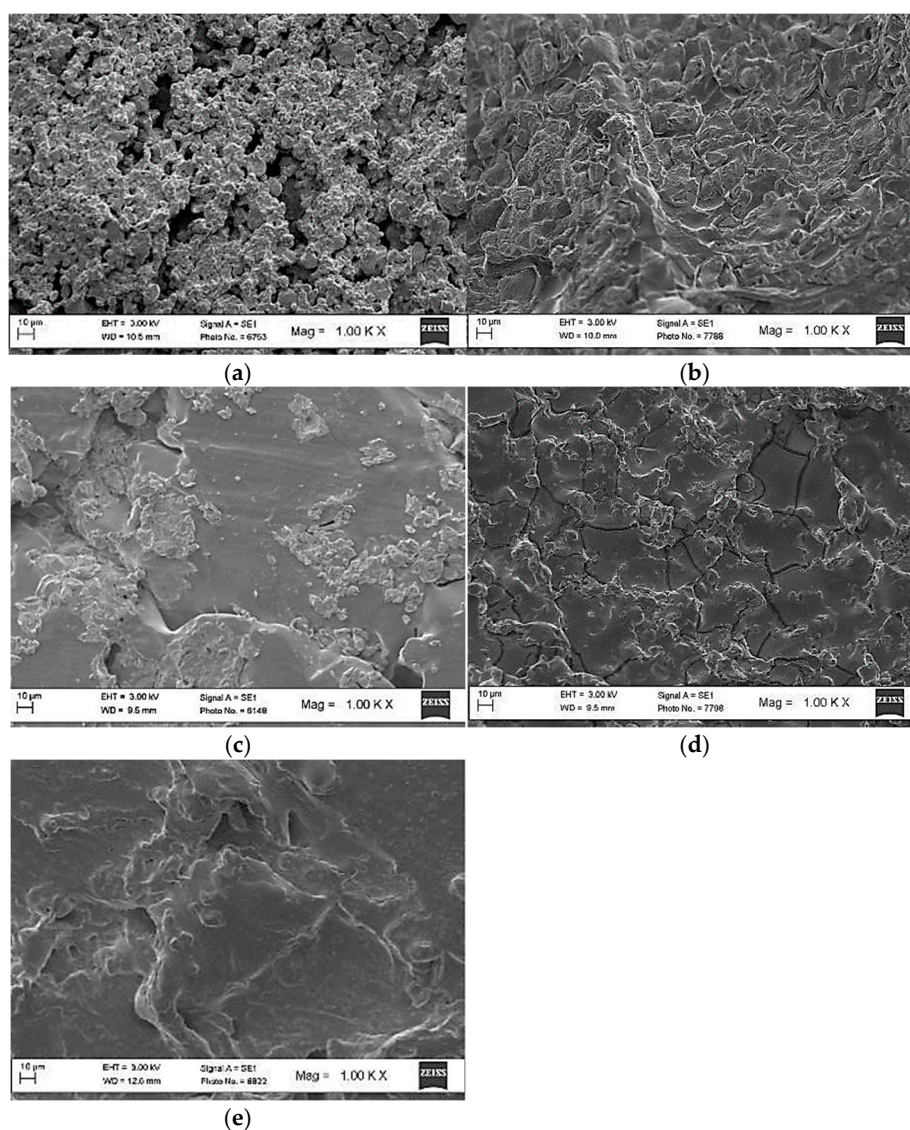 10 µm EHT = 3.00 kV Signal A = SE1 Mag = 1.00 K X ZEISS
WD = 10.5 mm Photo No. = 6793
10 µm EHT = 3.00 kV Signal A = SE1 Mag = 1.00 K X ZEISS
WD = 10.0 mm Photo No. = 7788
(a) (b)
10 µm EHT = 3.00 kV Signal A = SE1 Mag = 1.00 K X ZEISS
WD = 9.5 mm Photo No. = 6148
10 µm EHT = 3.00 kV Signal A = SE1 Mag = 1.00 K X ZEISS
WD = 9.5 mm Photo No. = 7798
(c) (d)
10 µm EHT = 3.00 kV Signal A = SE1 Mag = 1.00 K X ZEISS
WD = 12.0 mm Photo No. = 6822
(e)